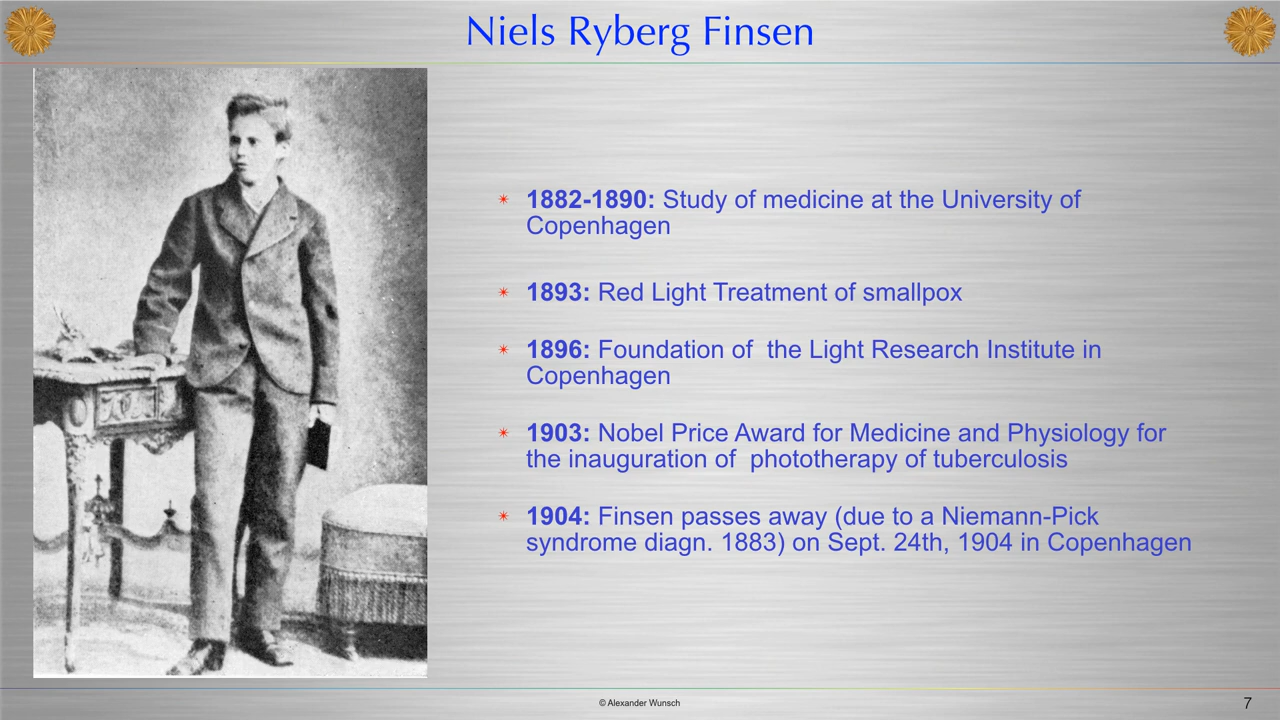 Niels Ryberg Finsen
1882-1890: Study of medicine at the University of
Copenhagen
1893: Red Light Treatment of smallpox
1896: Foundation of  the Light Research Institute in
Copenhagen
1903: Nobel Price Award for Medicine and Physiology for
the inauguration of  phototherapy of tuberculosis
1904: Finsen passes away (due to a Niemann-Pick
syndrome diagn. 1883) on Sept. 24th, 1904 in Copenhagen
© Alexander Wunsch
7